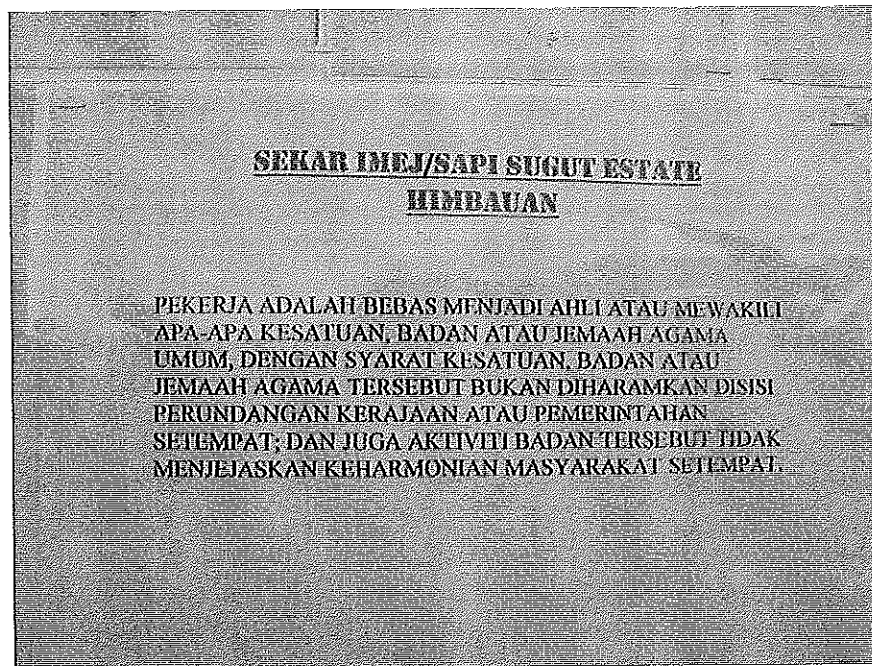 SEKAR IMEJ/SAPI SUGUT ESTATE
HIMBAUAN
PEKERJA ADALAH BEBAS MENJADI AHLI ATAU MEWAKILI
APA-APA KESATUAN, BADAN ATAU JEMAAH AGAMA
UMUM, DENGAN SYARAT KESATUAN, BADAN ATAU
JEMAAH AGAMA TERSEBUT BUKAN DIHARAMKAN DISISI
PERUNDANGAN KERAJAAN ATAU PEMERINTAHAN
SETEMPAT; DAN JUGA AKTIVITI BADAN TERSEBUT TIDAK
MENJEJASKAN KEHARMONIAN MASYARAKAT SETEMPAT.